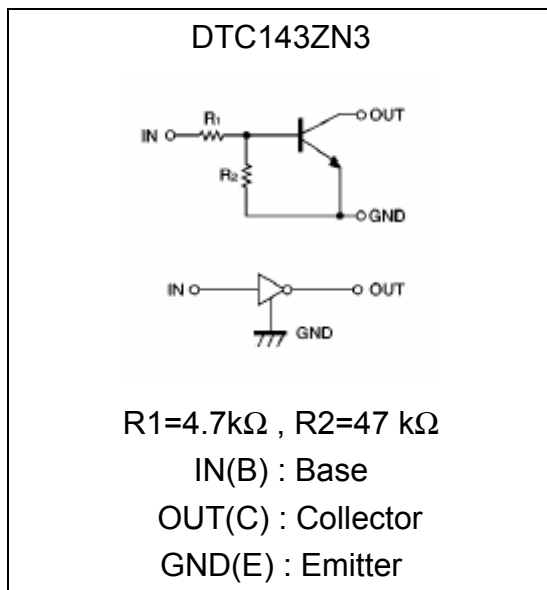 DTC143ZN3
R1
OUT
IN
R2
GND
IN
OUT
GND
R1=4.7kΩ , R2=47 kΩ
IN(B) : Base
OUT(C) : Collector
GND(E) : Emitter